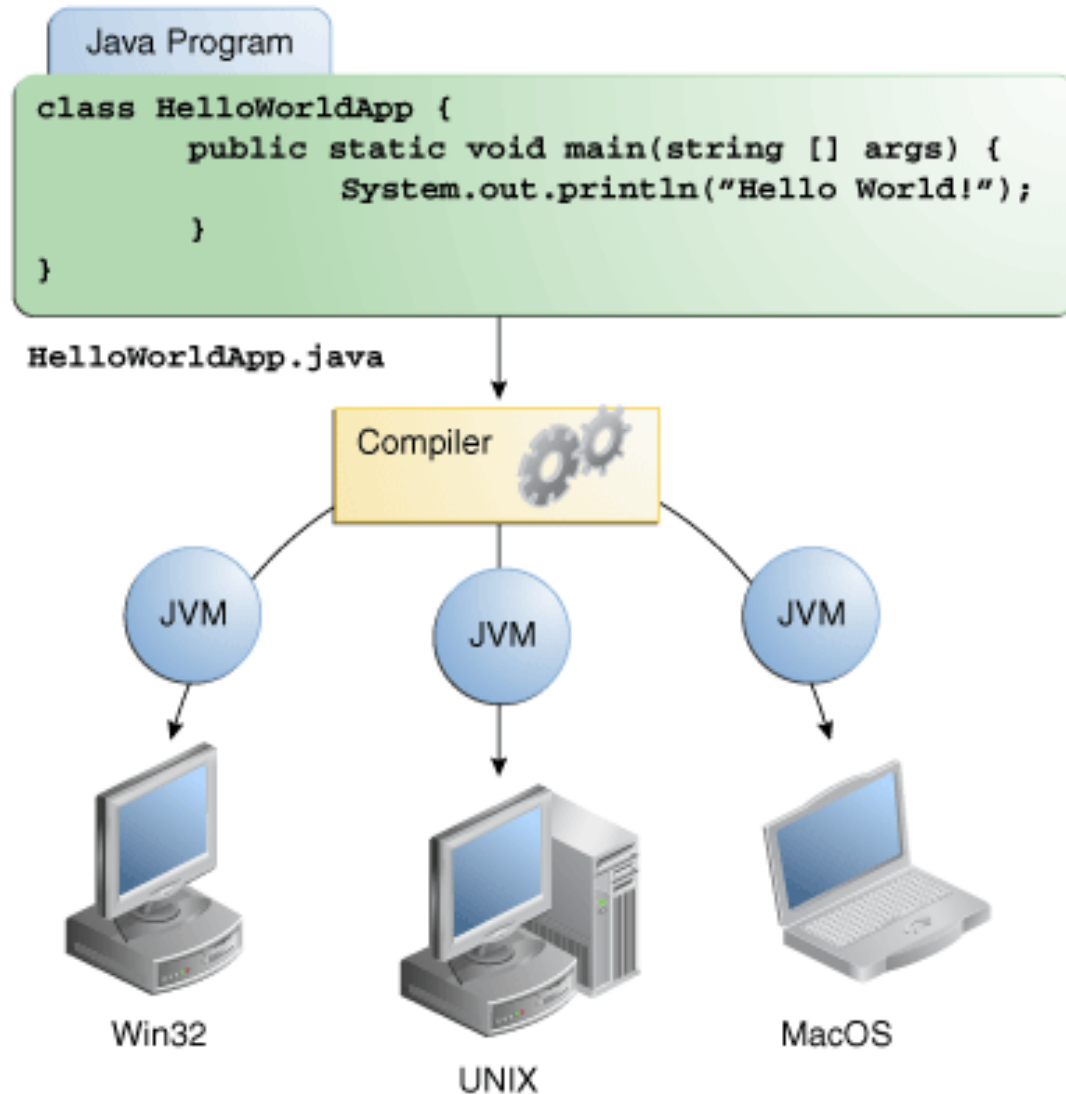 Java Program
class HelloWorldApp {
public static void main(string [] args) {
System.out.println(”Hello World!”);
}
}
HelloWorldApp.java
Compiler
JVM
JVM
JVM
Win32
UNIX
MacOS